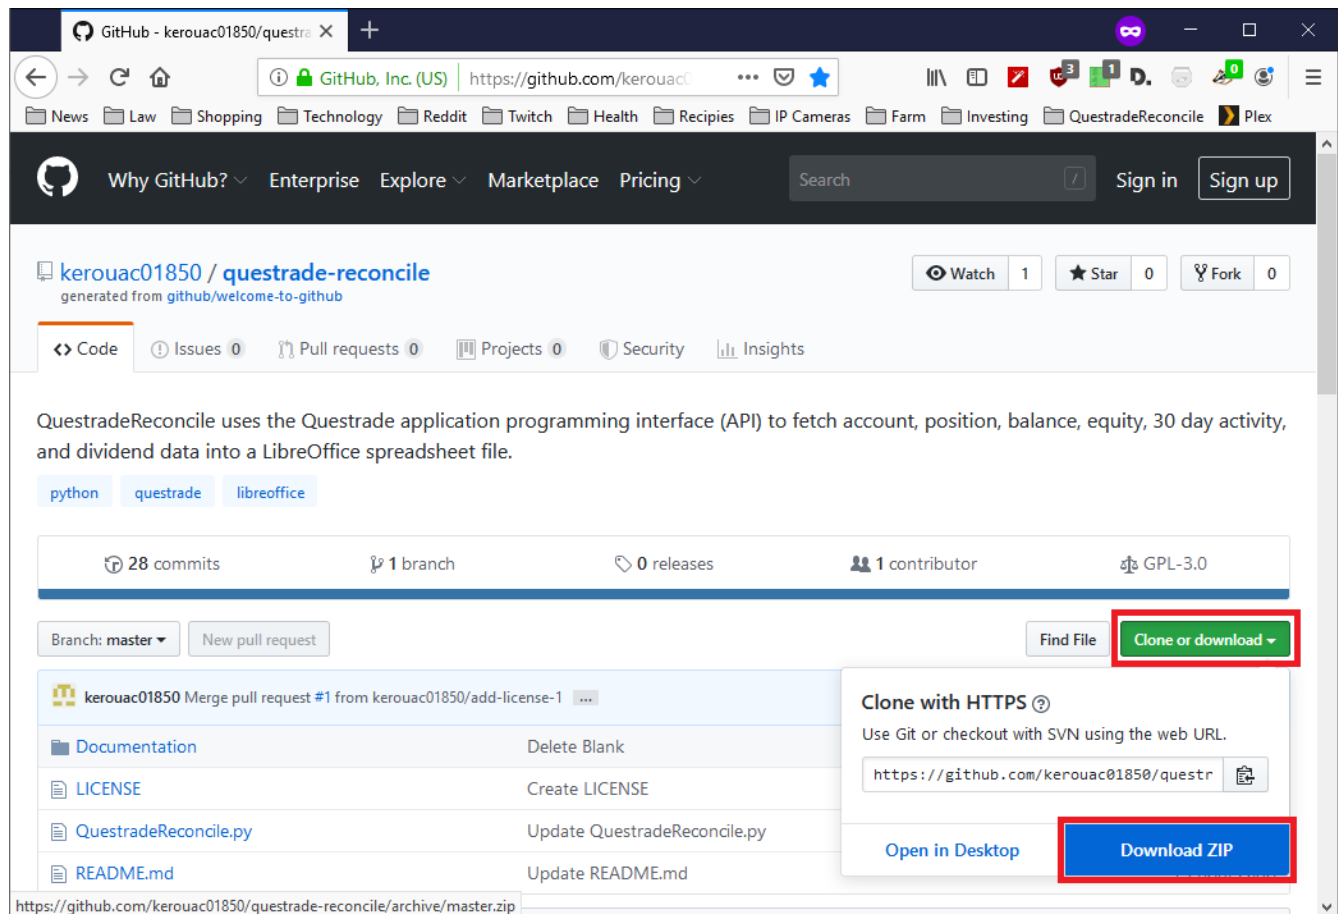 GitHub - kerouac01850/questra
GitHub, Inc. (US) https://github.com/kerouac0
3 1 D. 0
News Law Shopping Technology Reddit Twitch Health Recipies IP Cameras Farm Investing QuestradeReconcile Plex
Why GitHub? Enterprise Explore Marketplace Pricing Search / Sign in Sign up
kerouac01850 / questrade-reconcile
generated from github/welcome-to-github
Watch 1 Star 0 Fork 0
Code Issues 0 Pull requests 0 Projects 0 Security Insights
QuestradeReconcile uses the Questrade application programming interface (API) to fetch account, position, balance, equity, 30 day activity,
and dividend data into a LibreOffice spreadsheet file.
python questrade libreoffice
28 commits 1 branch 0 releases 1 contributor GPL-3.0
Branch: master New pull request Find File Clone or download
kerouac01850 Merge pull request #1 from kerouac01850/add-license-1 ...
Documentation Delete Blank
LICENSE Create LICENSE
QuestradeReconcile.py Update QuestradeReconcile.py
README.md Update README.md
Clone with HTTPS
Use Git or checkout with SVN using the web URL.
https://github.com/kerouac01850/questr
Open in Desktop Download ZIP
https://github.com/kerouac01850/questrade-reconcile/archive/master.zip